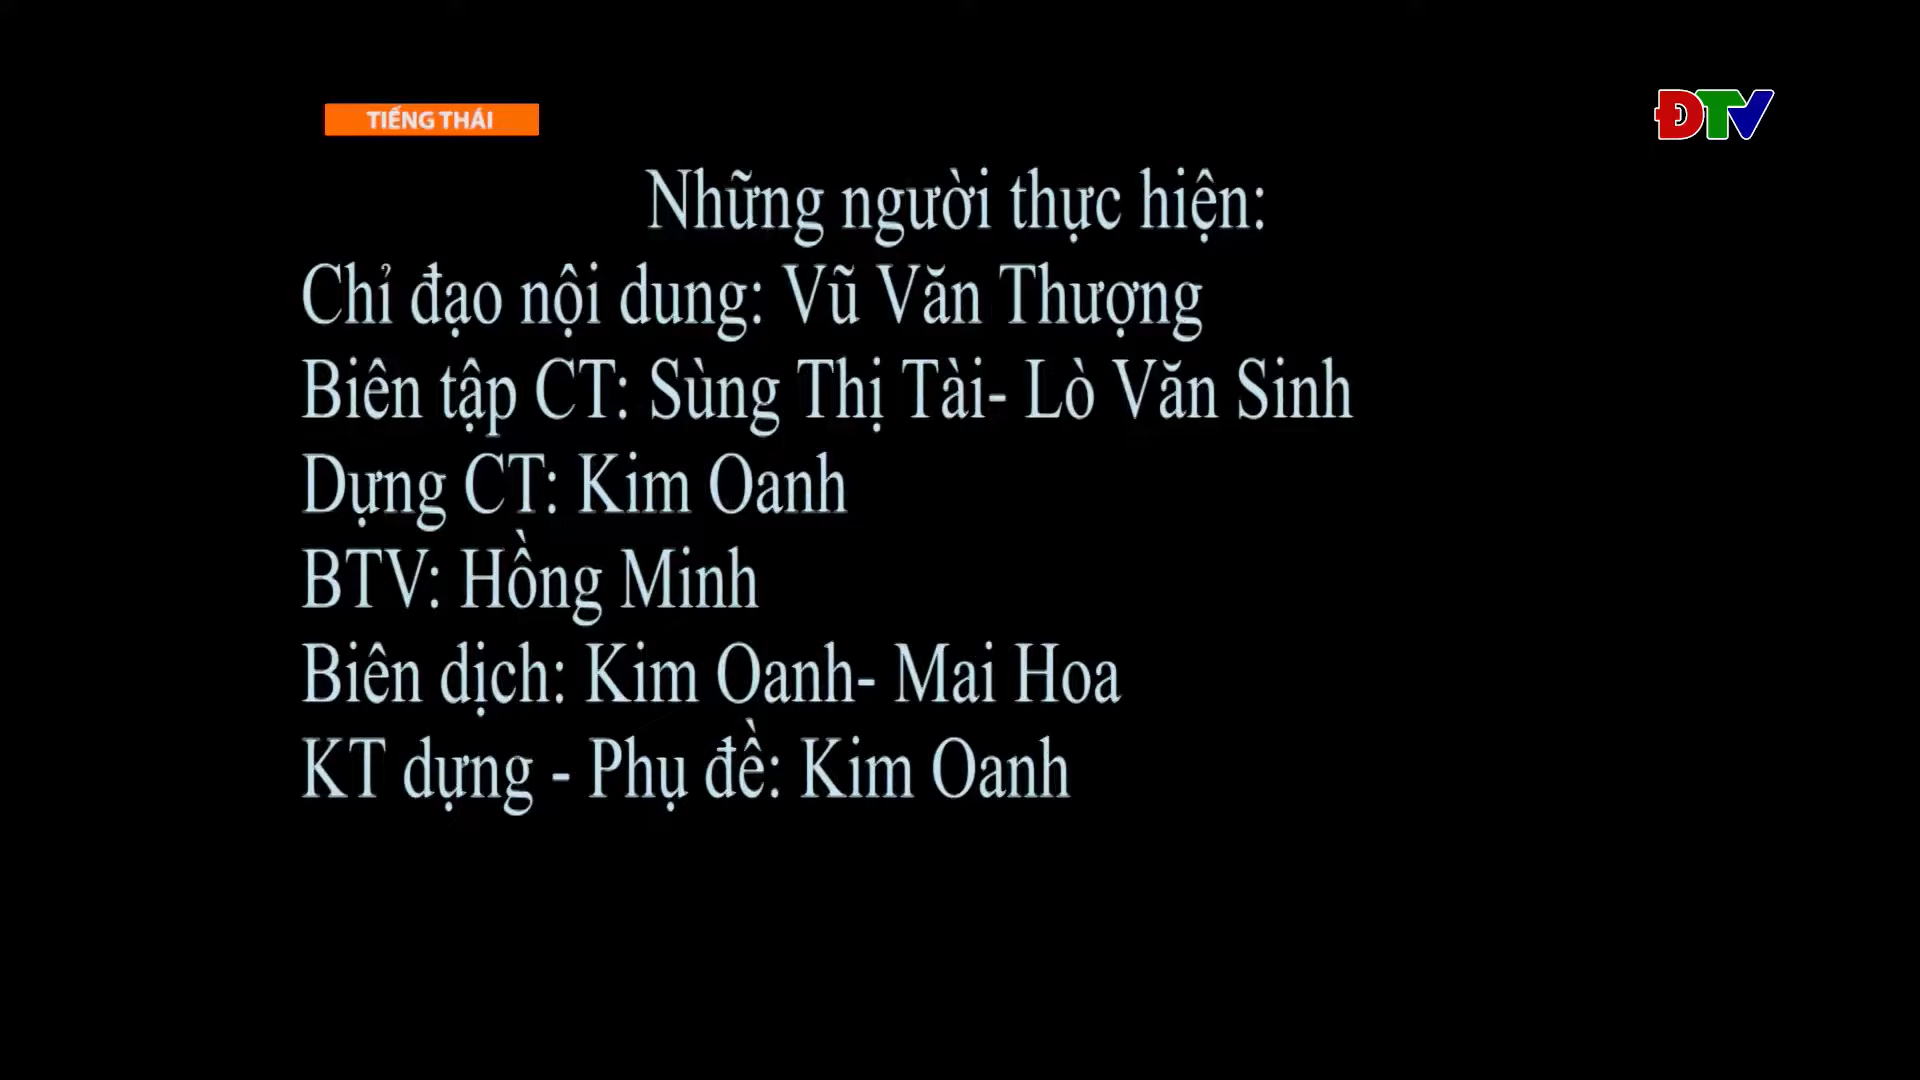 TIẾNG THÁI
ĐTV
Những người thực hiện:
Chỉ đạo nội dung: Vũ Văn Thượng
Biên tập CT: Sùng Thị Tài- Lò Văn Sinh
Dựng CT: Kim Oanh
BTV: Hồng Minh
Biên dịch: Kim Oanh- Mai Hoa
KT dựng - Phụ đề: Kim Oanh